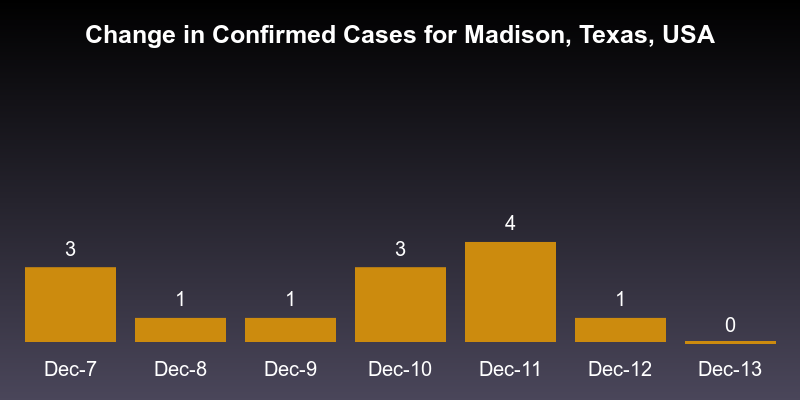 Change in Confirmed Cases for Madison, Texas, USA
3
1
1
3
4
1
0
Dec-7
Dec-8
Dec-9
Dec-10
Dec-11
Dec-12
Dec-13